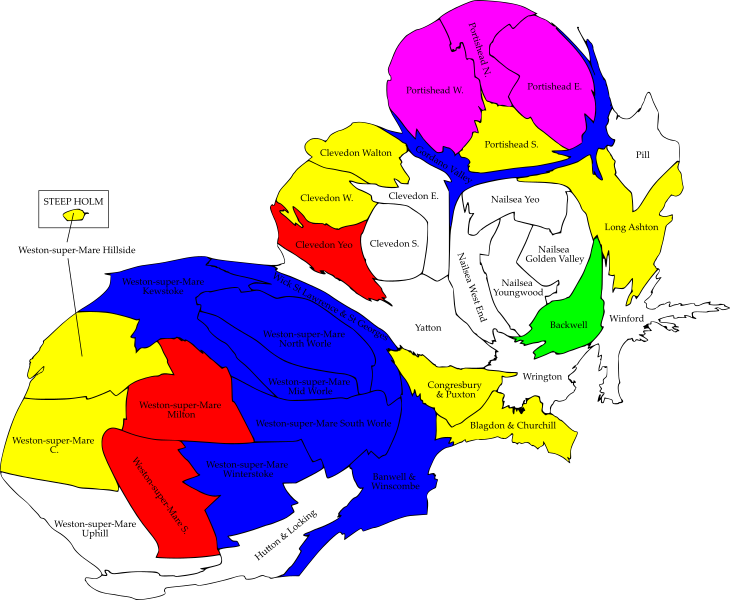 Portishead N.
Portishead W.
Portishead E.
Portishead S.
Gordano Valley
Pill
Clevedon Walton
Clevedon W.
Clevedon E.
Nailsea Yeo
STEEP HOLM
Long Ashton
Clevedon Yeo
Clevedon S.
Weston-super-Mare Hillside
Nailsea
Golden Valley
Nailsea West End
Nailsea
Youngwood
Weston-super-Mare
Kewstoke
Wick St Lawrence & St Georges
Winford
Backwell
Yatton
Weston-super-Mare
North Worle
Wrington
Weston-super-Mare
Mid Worle
Congresbury
& Puxton
Weston-super-Mare
Milton
Weston-super-Mare South Worle
Blagdon & Churchill
Weston-super-Mare
C.
Weston-super-Mare
Winterstoke
Banwell &
Winscombe
Weston-super-Mare S.
Weston-super-Mare
Uphill
Hutton & Locking